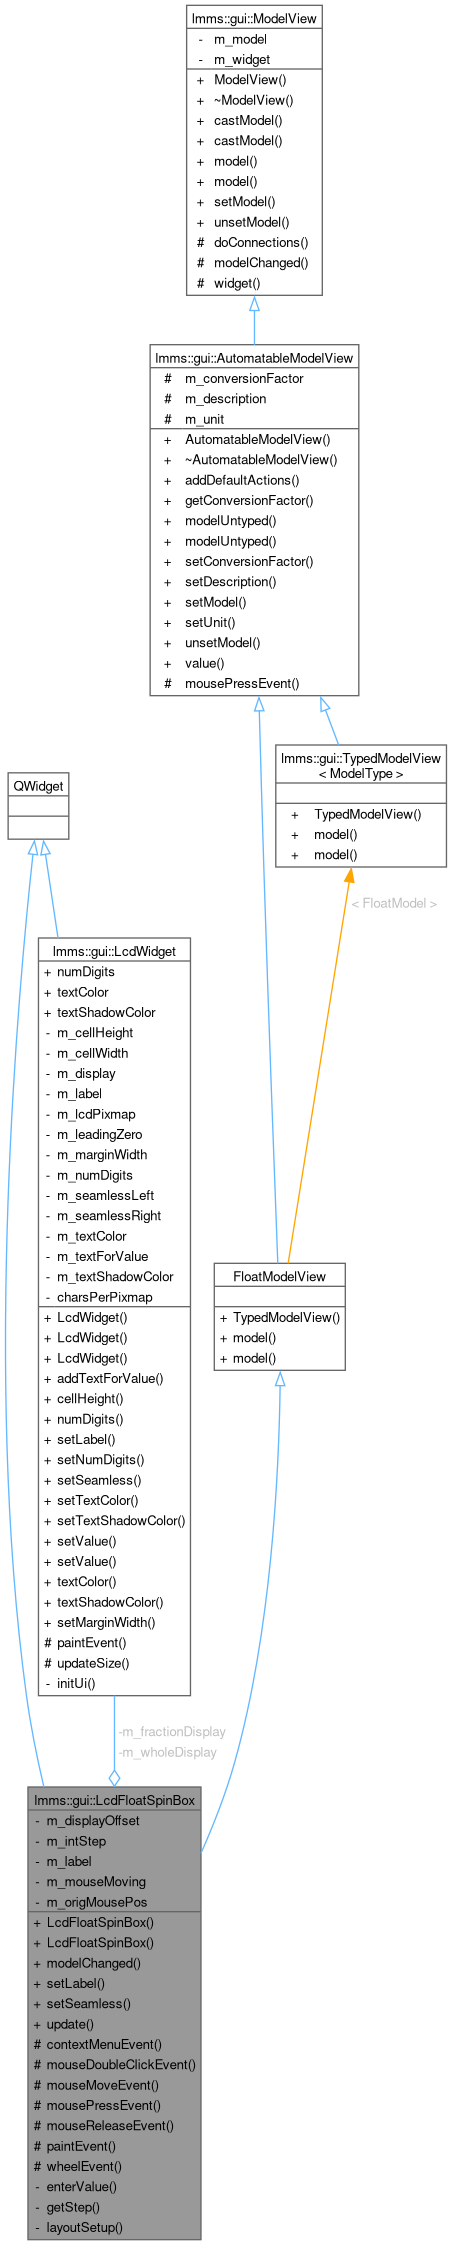 lmms::gui::ModelView
- m_model
- m_widget
+ ModelView()
+ ~ModelView()
+ castModel()
+ castModel()
+ model()
+ model()
+ setModel()
+ unsetModel()
# doConnections()
# modelChanged()
# widget()
lmms::gui::AutomatableModelView
# m_conversionFactor
# m_description
# m_unit
+ AutomatableModelView()
+ ~AutomatableModelView()
+ addDefaultActions()
+ getConversionFactor()
+ modelUntyped()
+ modelUntyped()
+ setConversionFactor()
+ setDescription()
+ setModel()
+ setUnit()
+ unsetModel()
+ value()
# mousePressEvent()
lmms::gui::TypedModelView
< ModelType >
+ TypedModelView()
+ model()
+ model()
QWidget
< FloatModel >
lmms::gui::LcdWidget
+ numDigits
+ textColor
+ textShadowColor
- m_cellHeight
- m_cellWidth
- m_display
- m_label
- m_lcdPixmap
- m_leadingZero
- m_marginWidth
- m_numDigits
- m_seamlessLeft
- m_seamlessRight
- m_textColor
- m_textForValue
- m_textShadowColor
- charsPerPixmap
+ LcdWidget()
+ LcdWidget()
+ LcdWidget()
+ addTextForValue()
+ cellHeight()
+ numDigits()
+ setLabel()
+ setNumDigits()
+ setSeamless()
+ setTextColor()
+ setTextShadowColor()
+ setValue()
+ setValue()
+ textColor()
+ textShadowColor()
+ setMarginWidth()
# paintEvent()
# updateSize()
- initUi()
FloatModelView
+ TypedModelView()
+ model()
+ model()
-m_fractionDisplay
-m_wholeDisplay
lmms::gui::LcdFloatSpinBox
- m_displayOffset
- m_intStep
- m_label
- m_mouseMoving
- m_origMousePos
+ LcdFloatSpinBox()
+ LcdFloatSpinBox()
+ modelChanged()
+ setLabel()
+ setSeamless()
+ update()
# contextMenuEvent()
# mouseDoubleClickEvent()
# mouseMoveEvent()
# mousePressEvent()
# mouseReleaseEvent()
# paintEvent()
# wheelEvent()
- enterValue()
- getStep()
- layoutSetup()